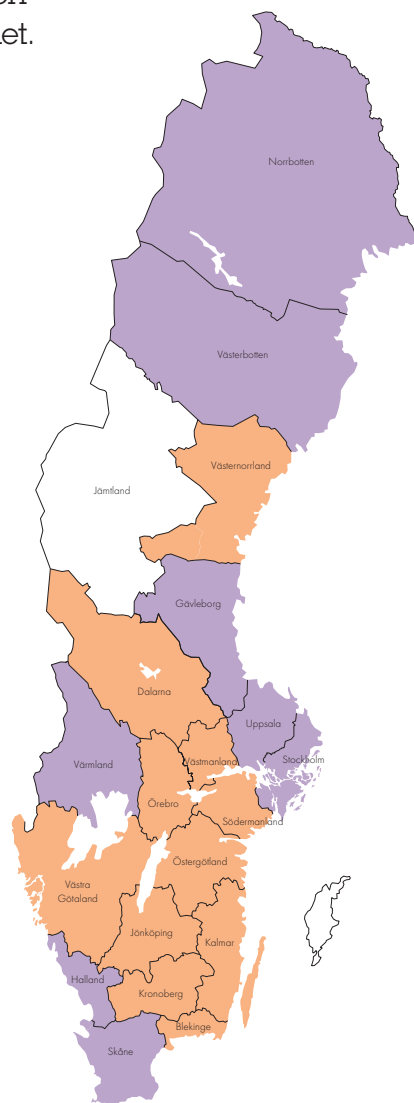 et.
Norrbotten
Västerbotten
Västernorrland
Jämtland
Gävleborg
Dalarna
Uppsala
Västmanland
Stockholm
Värmland
Örebro
Södermanland
Östergötland
Västra
Götaland
Jönköping
Kalmar
Halland
Kronoberg
Blekinge
Skåne